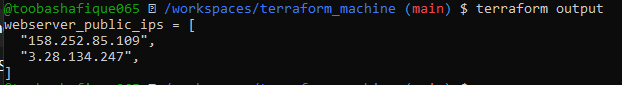 @toobashafique065 /workspaces/terraform_machine (main) $ terraform output
webserver_public_ips = [
"158.252.85.109",
"3.28.134.247",
]